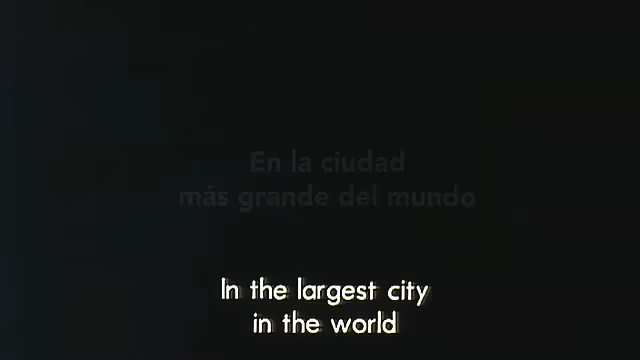 En la ciudad
más grande del mundo
In the largest city
in the world